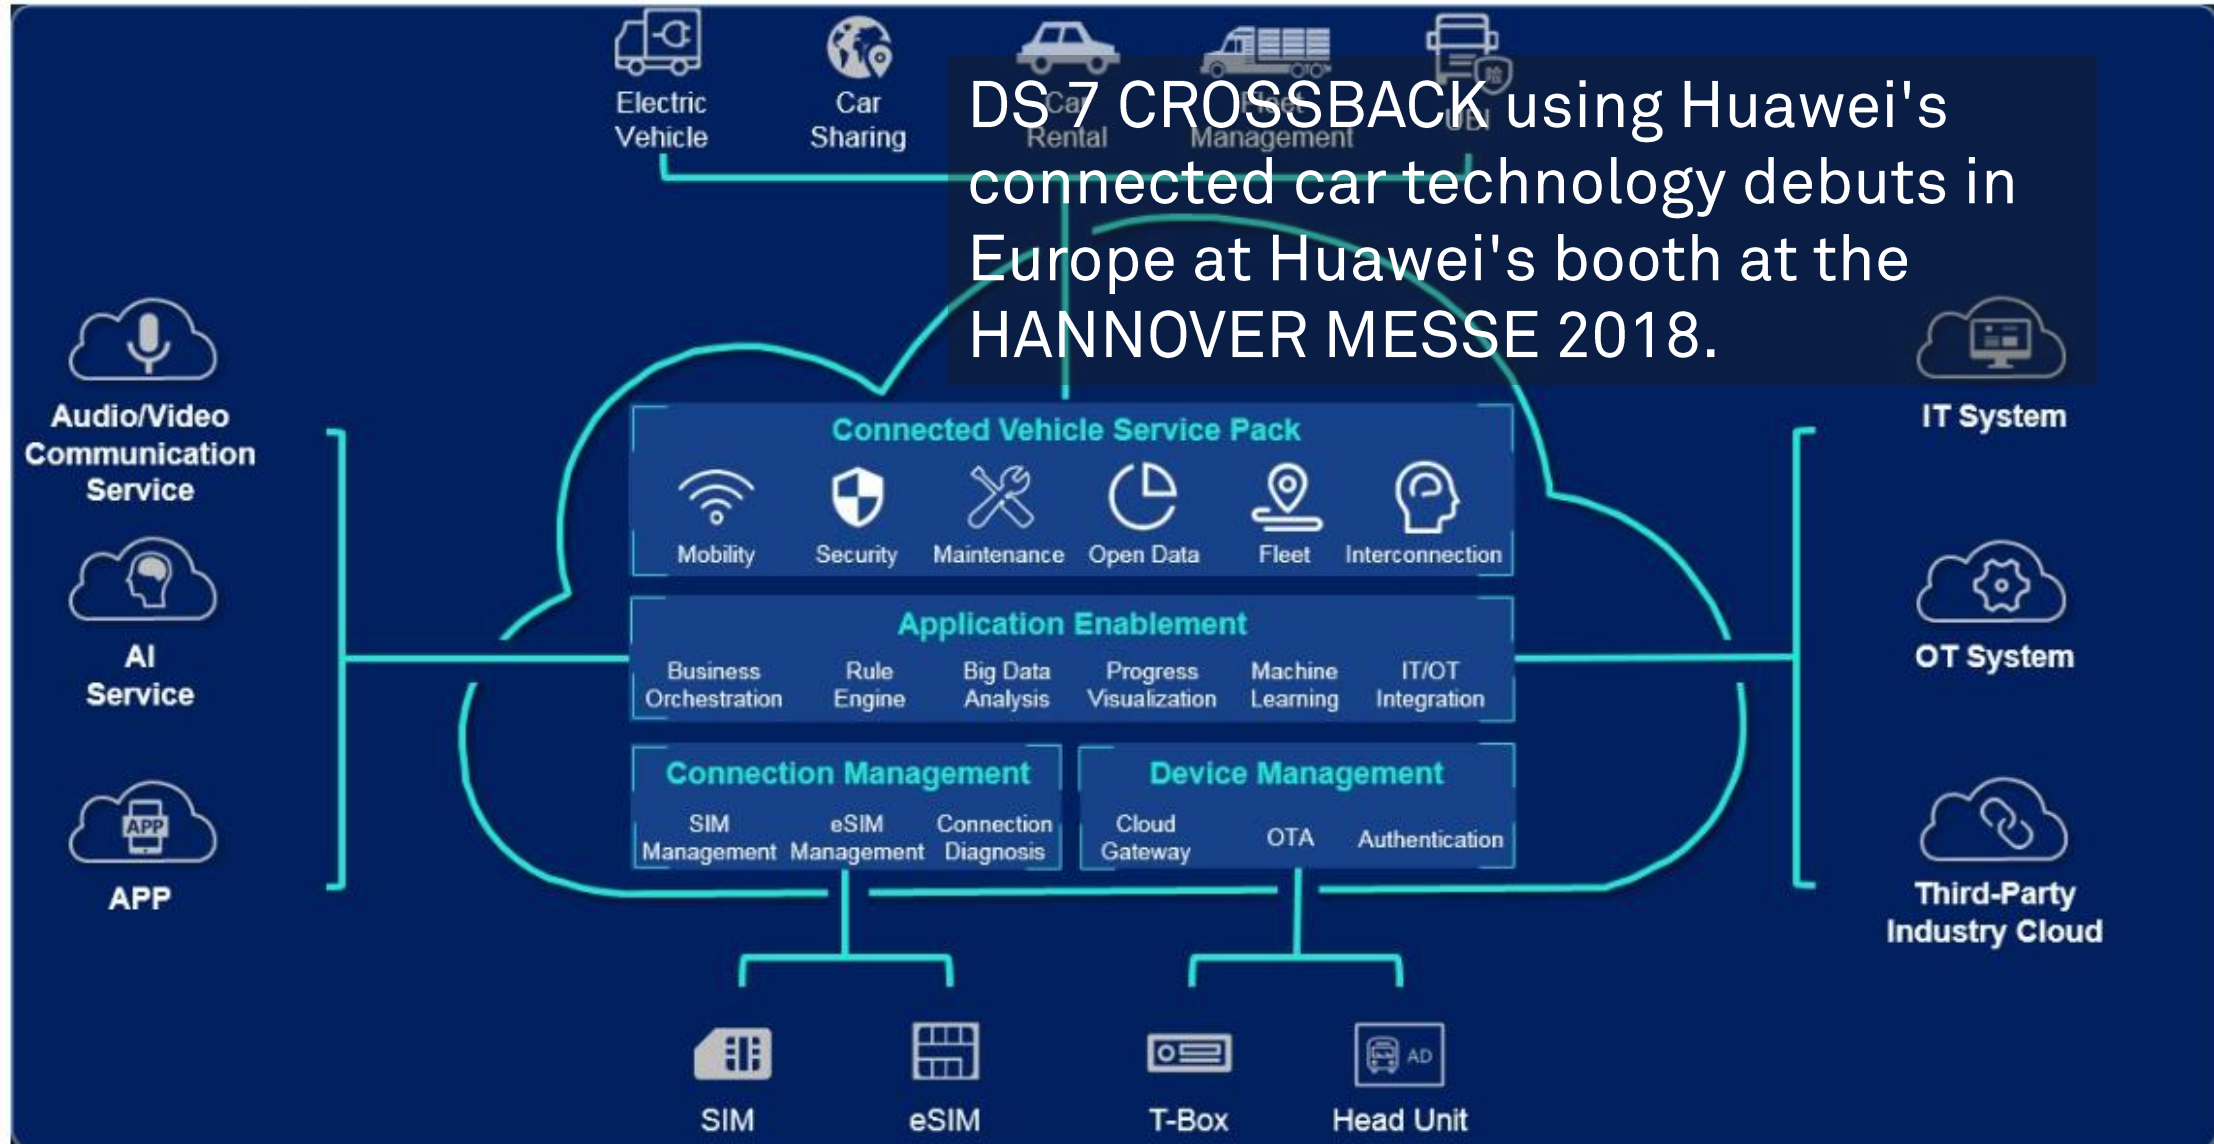 Electric
Vehicle
Car
Sharing
Car
Rental
Fleet
Management
UBI
DS 7 CROSSBACK using Huawei's
connected car technology debuts in
Europe at Huawei's booth at the
HANNOVER MESSE 2018.
Audio/Video
Communication
Service
AI
Service
APP
APP
Connected Vehicle Service Pack
Mobility
Security
Maintenance
Open Data
Fleet
Interconnection
Application Enablement
Business
Orchestration
Rule
Engine
Big Data
Analysis
Progress
Visualization
Machine
Learning
IT/OT
Integration
Connection Management
SIM
Management
eSIM
Management
Connection
Diagnosis
Device Management
Cloud
Gateway
OTA
Authentication
IT System
OT System
Third-Party
Industry Cloud
SIM
eSIM
T-Box
AD
Head Unit